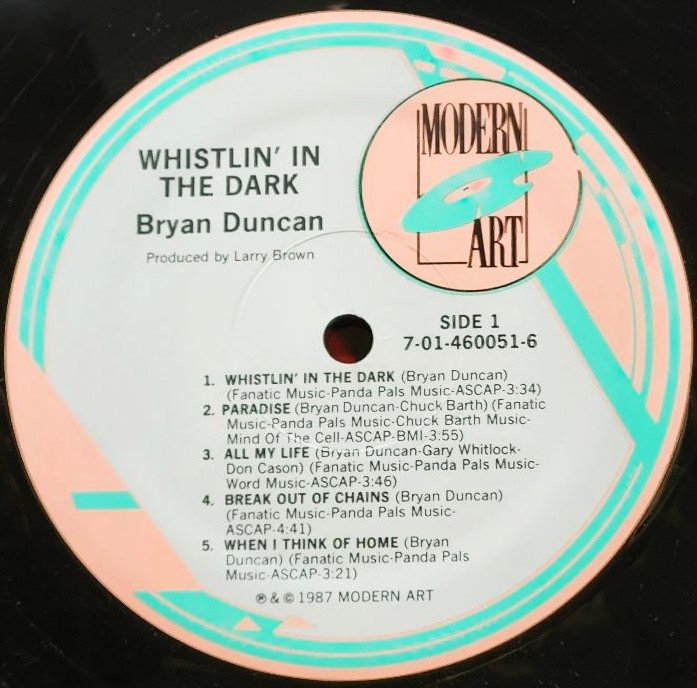 WHISTLIN' IN
THE DARK
Bryan Duncan
Produced by Larry Brown
MODERN
ART
SIDE 1
7-01-460051-6
1. WHISTLIN' IN THE DARK (Bryan Duncan)
(Fanatic Music-Panda Pals Music-ASCAP-3:34)
2. PARADISE (Bryan Duncan-Chuck Barth) (Fanatic
Music-Panda Pals Music-Chuck Barth Music-
Mind Of The Cell-ASCAP-BMI-3:55)
3. ALL MY LIFE (Bryan Duncan-Gary Whitlock-
Don Cason) (Fanatic Music-Panda Pals Music-
Word Music-ASCAP-3:46)
4. BREAK OUT OF CHAINS (Bryan Duncan)
(Fanatic Music-Panda Pals Music-
ASCAP-4:41)
5. WHEN I THINK OF HOME (Bryan
Duncan) (Fanatic Music-Panda Pals
Music-ASCAP-3:21)
℗ & © 1987 MODERN ART